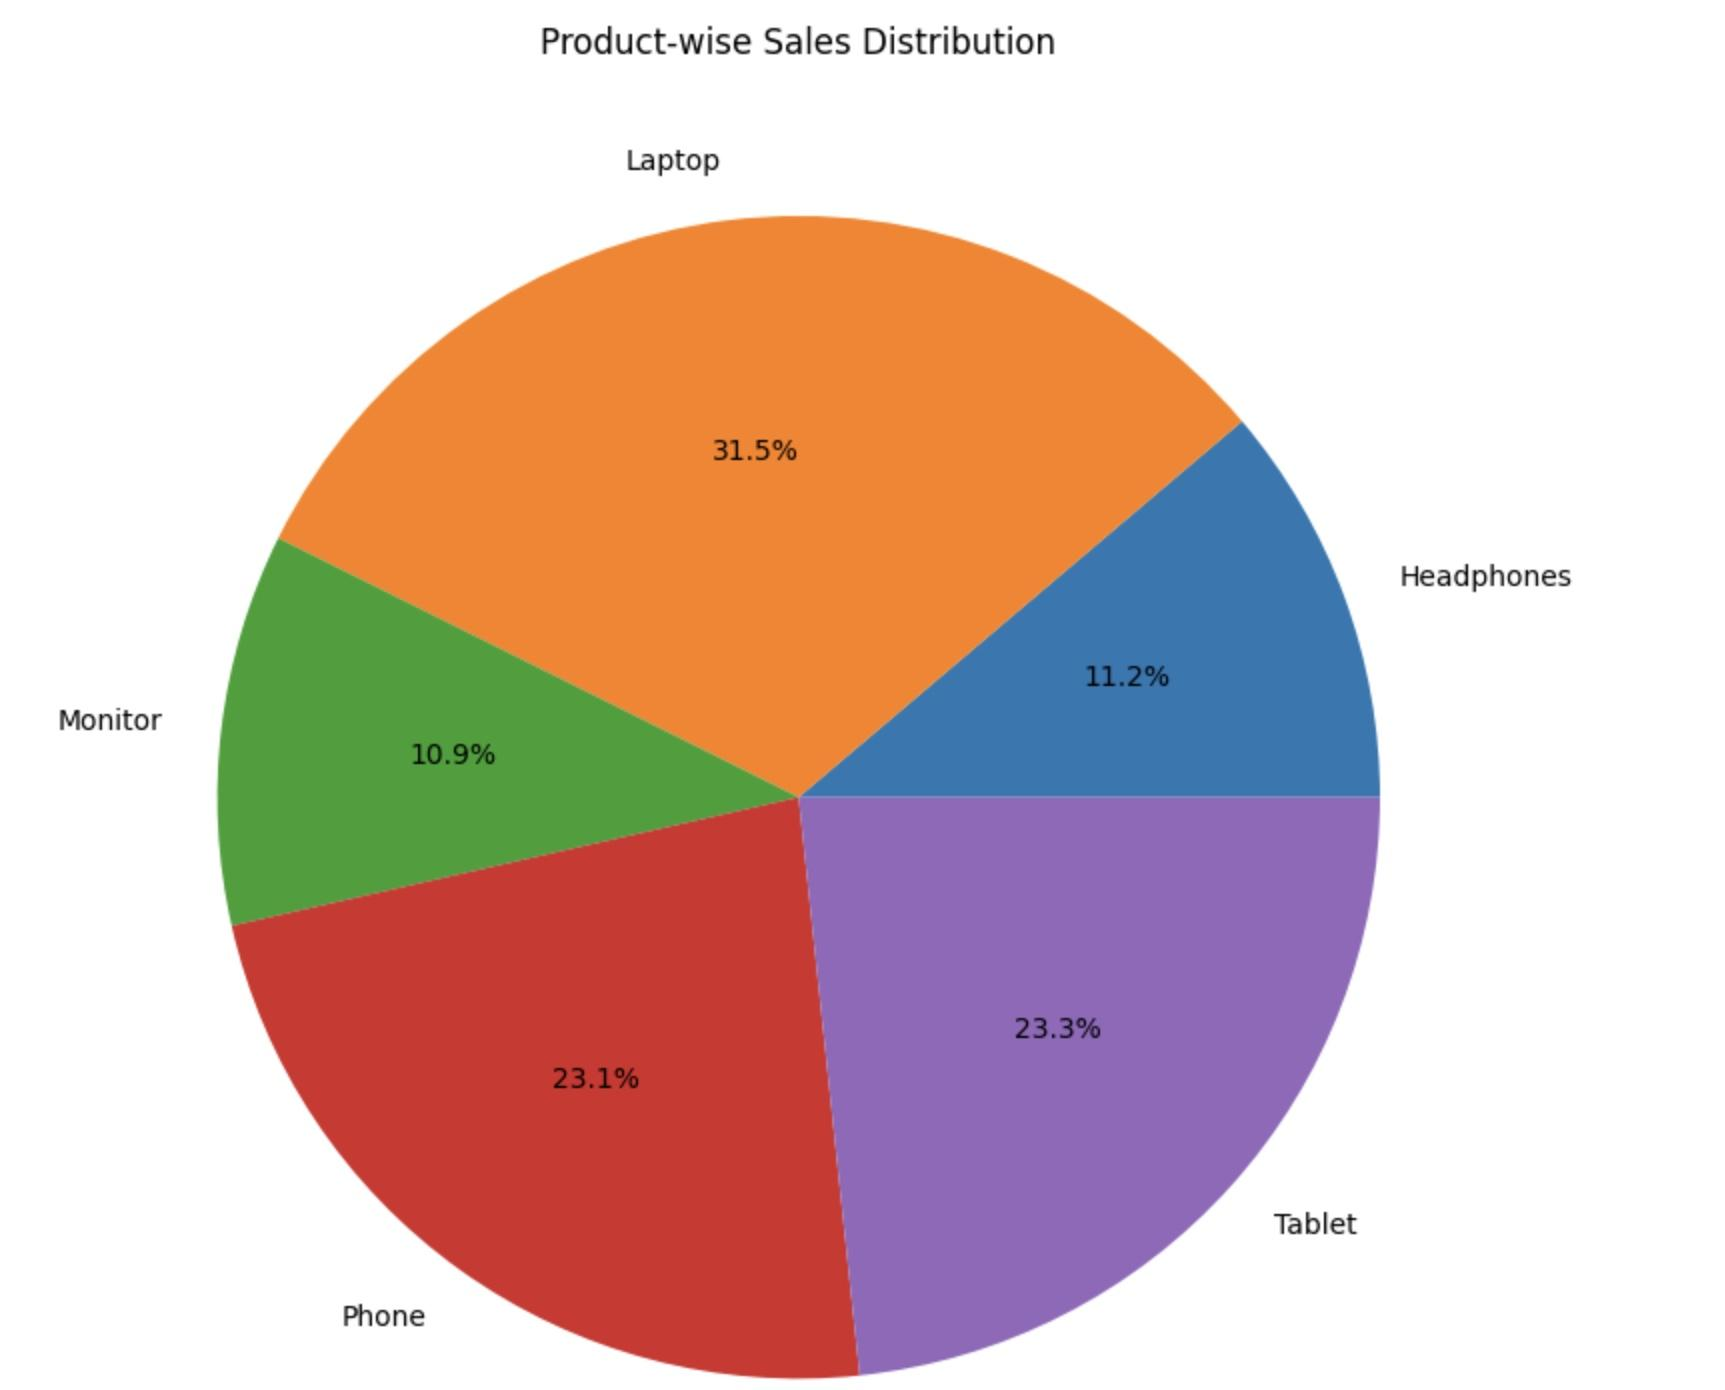 Product-wise Sales Distribution
Laptop
31.5%
Headphones
11.2%
Monitor
10.9%
23.3%
23.1%
Tablet
Phone